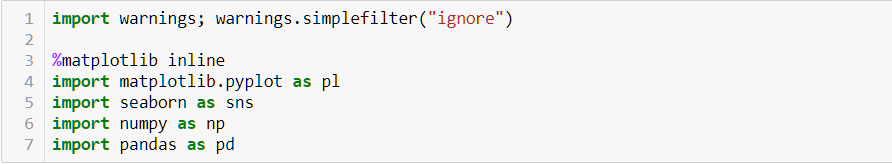 1 import warnings; warnings.simplefilter("ignore")
2
3 %matplotlib inline
4 import matplotlib.pyplot as pl
5 import seaborn as sns
6 import numpy as np
7 import pandas as pd